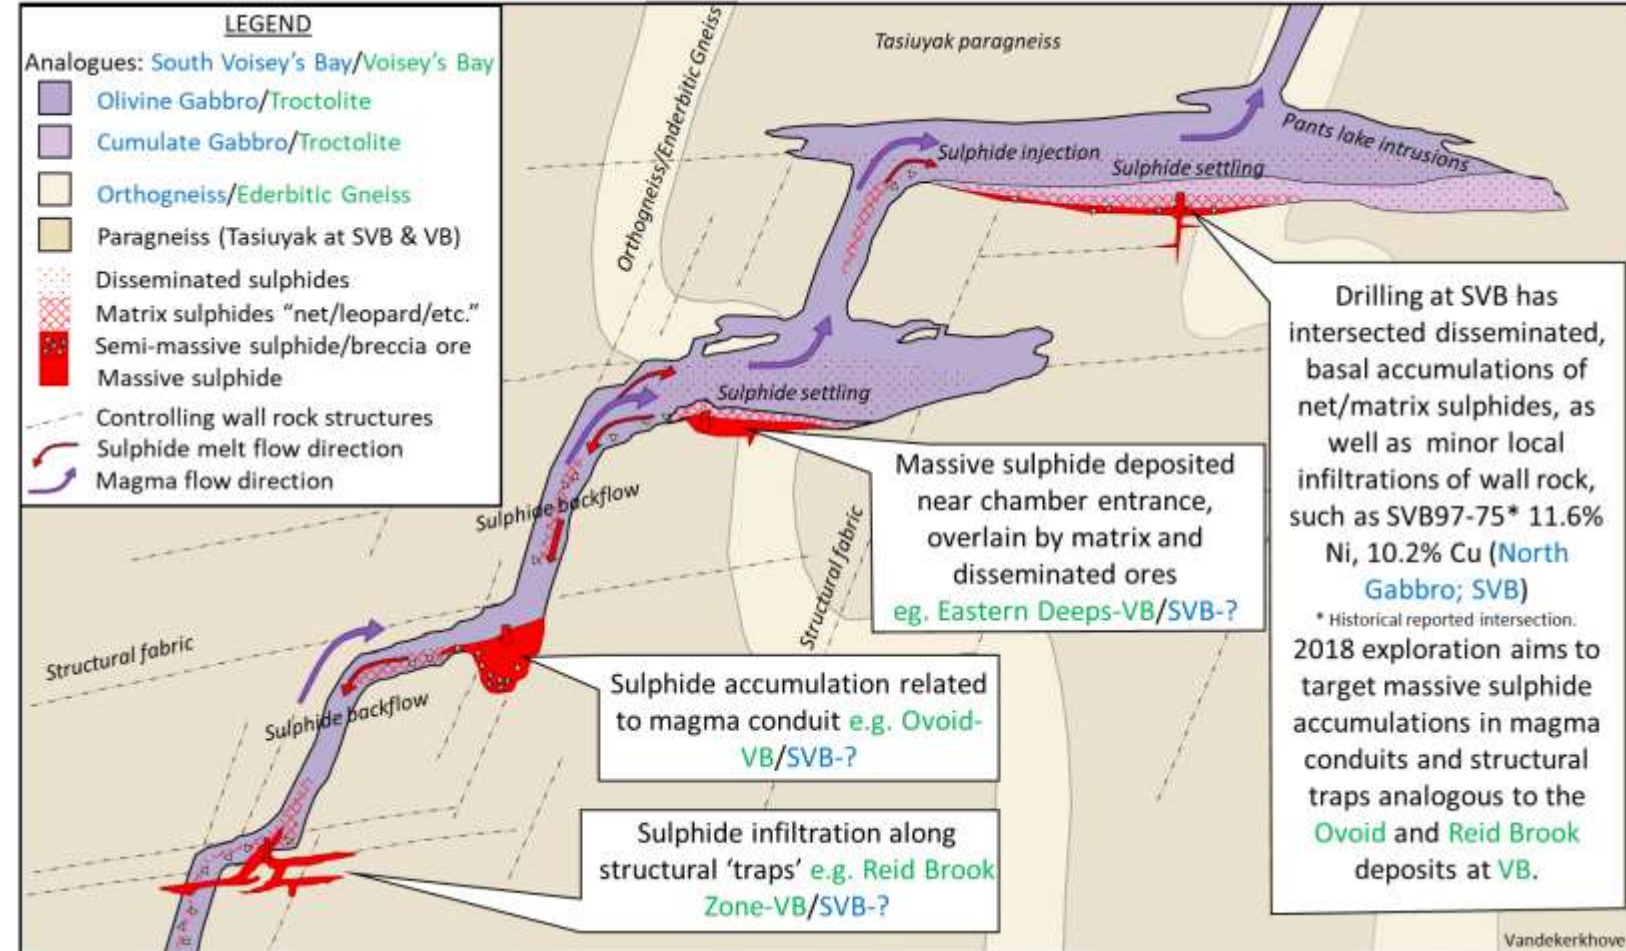 LEGEND
Analogues: South Voisey's Bay/Voisey's Bay
Olivine Gabbro/Troctolite
Cumulate Gabbro/Troctolite
Orthogneiss/Ederbitic Gneiss
Paragneiss (Tasiuyak at SVB & VB)
Disseminated sulphides
Matrix sulphides "net/leopard/etc."
Semi-massive sulphide/breccia ore
Massive sulphide
Controlling wall rock structures
Sulphide melt flow direction
Magma flow direction
Orthogneiss/Enderbitic Gneiss
Tasiuyak paragneiss
Pants lake intrusions
Sulphide injection
Sulphide settling
Sulphide settling
Sulphide backflow
Structural fabric
Structural fabric
Sulphide backflow
Drilling at SVB has
intersected disseminated,
basal accumulations of
net/matrix sulphides, as
well as minor local
infiltrations of wall rock,
such as SVB97-75* 11.6%
Ni, 10.2% Cu (North
Gabbro; SVB)
* Historical reported intersection.
2018 exploration aims to
target massive sulphide
accumulations in magma
conduits and structural
traps analogous to the
Ovoid and Reid Brook
deposits at VB.
Massive sulphide deposited
near chamber entrance,
overlain by matrix and
disseminated ores
eg. Eastern Deeps-VB/SVB-?
Sulphide accumulation related
to magma conduit e.g. Ovoid-
VB/SVB-?
Sulphide infiltration along
structural 'traps' e.g. Reid Brook
Zone-VB/SVB-?
Vandekerkhove